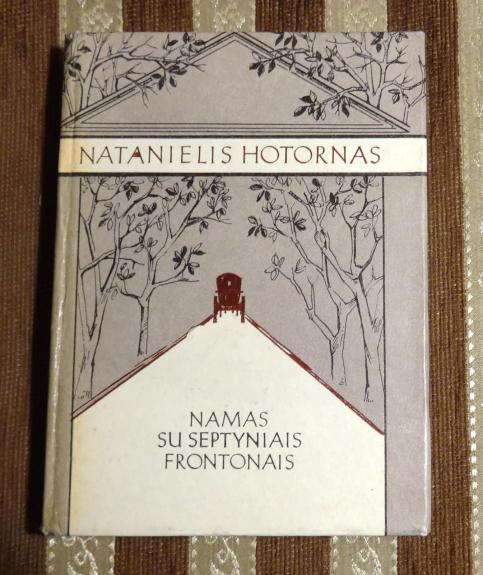 NATANIELIS HOTORNAS
NAMAS
SU SEPTYNIAIS
FRONTONAIS